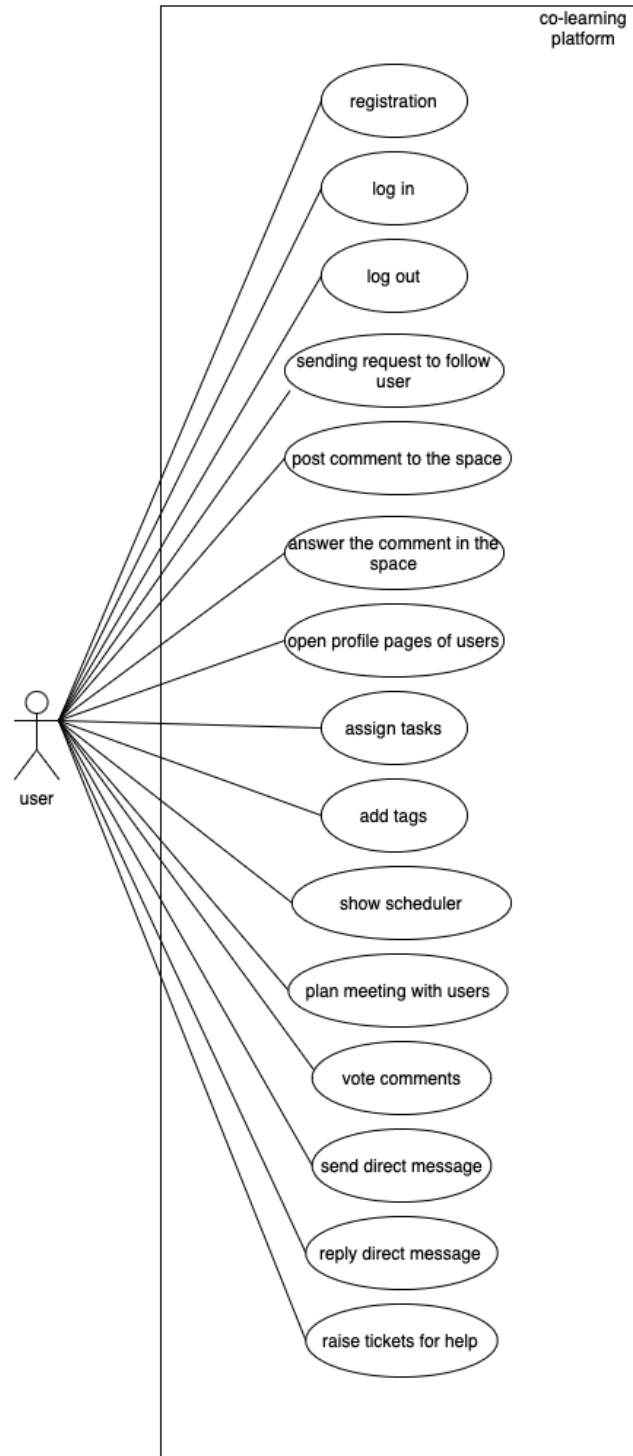 co-learning
platform
registration
log in
log out
sending request to follow
user
post comment to the space
answer the comment in the
space
open profile pages of users
assign tasks
user
add tags
show scheduler
plan meeting with users
vote comments
send direct message
reply direct message
raise tickets for help